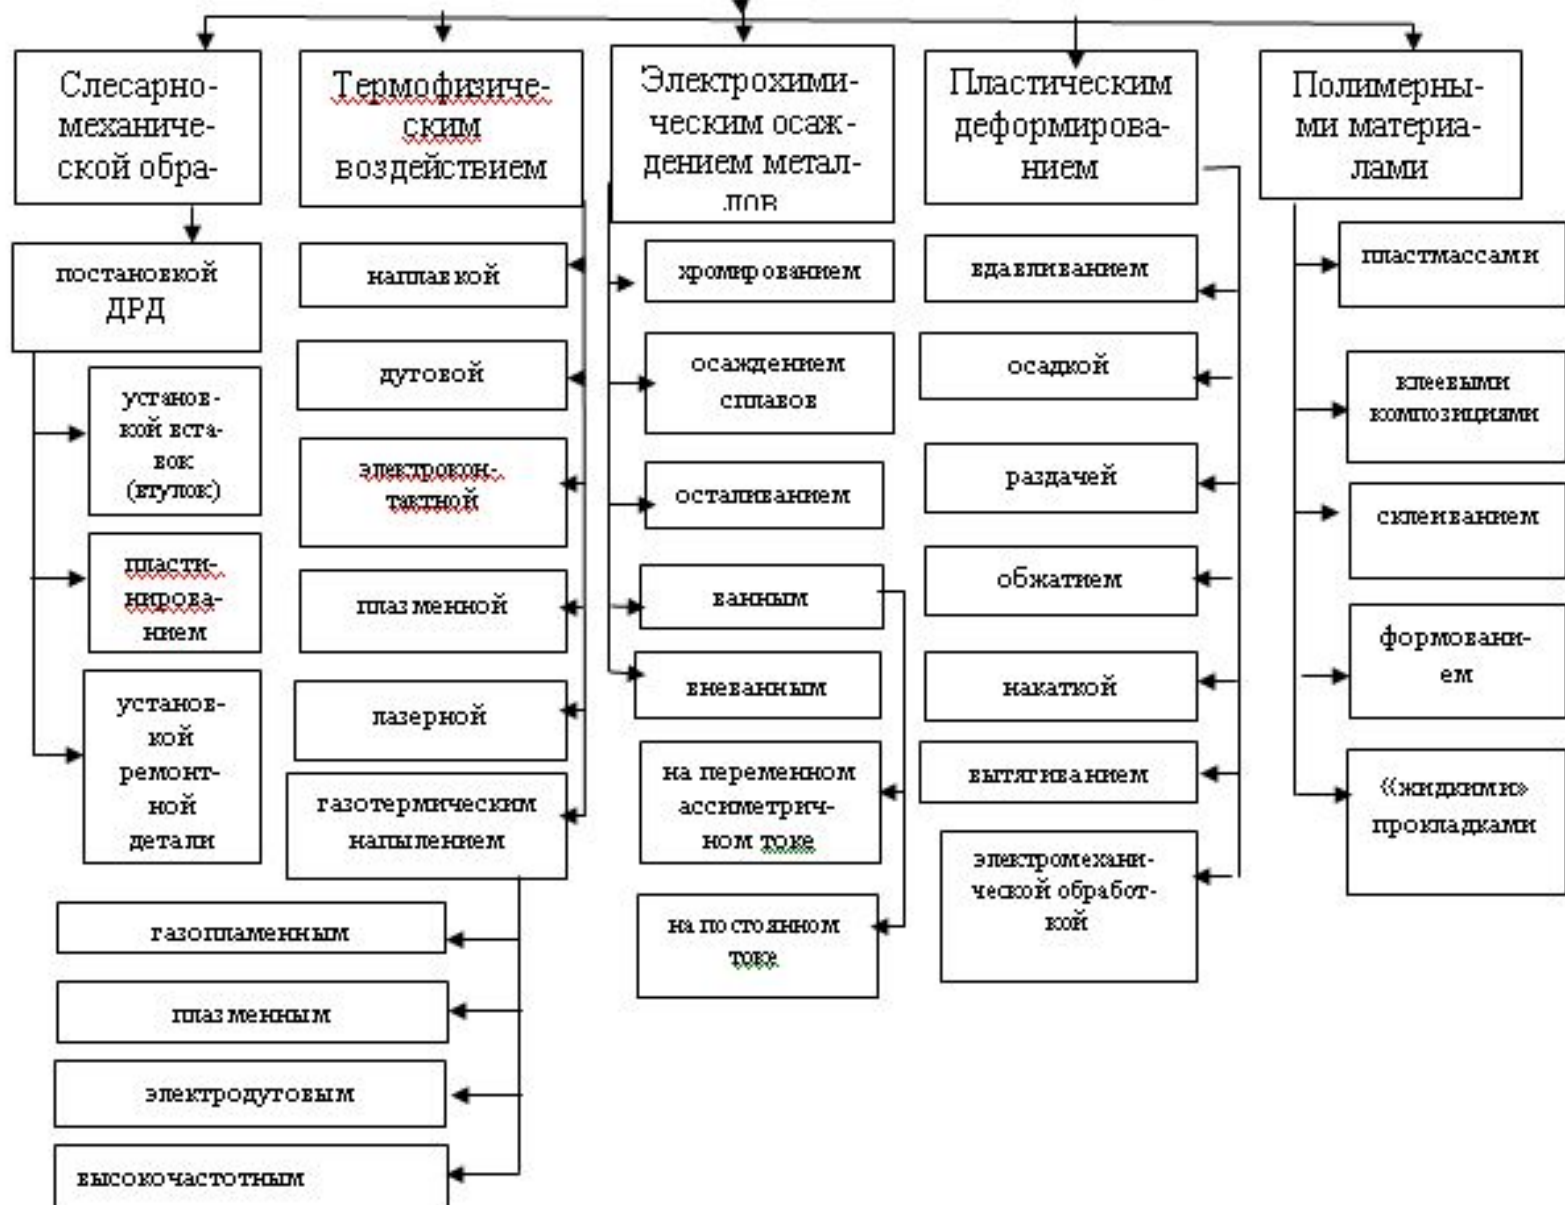 Слесарно-
механиче-
ской обра-
постановкой
ДРД
установ-
кой вста-
вок
(втулок)
пласти-
нирова-
нием
установ-
кой
ремонт-
ной
детали
Термофизиче-
ским
воздействием
наплавкой
дуговой
электрокон-
тактной
плазменной
лазерной
газотермическим
напылением
газопламенным
плазменным
электродуговым
высокочастотным
Электрохими-
ческим осаж-
дением метал-
лов
хромированием
осаждением
сплавов
осталиванием
ванным
вневанным
на переменном
ассиметрич-
ном токе
на постоянном
токе
Пластическим
деформирова-
нием
вдавливанием
осадкой
раздачей
обжатием
накаткой
вытягиванием
электромехани-
ческой обработ-
кой
Полимерны-
ми материа-
лами
пластмассами
клеевыми
композициями
склеиванием
формовани-
ем
«жидкими»
прокладками